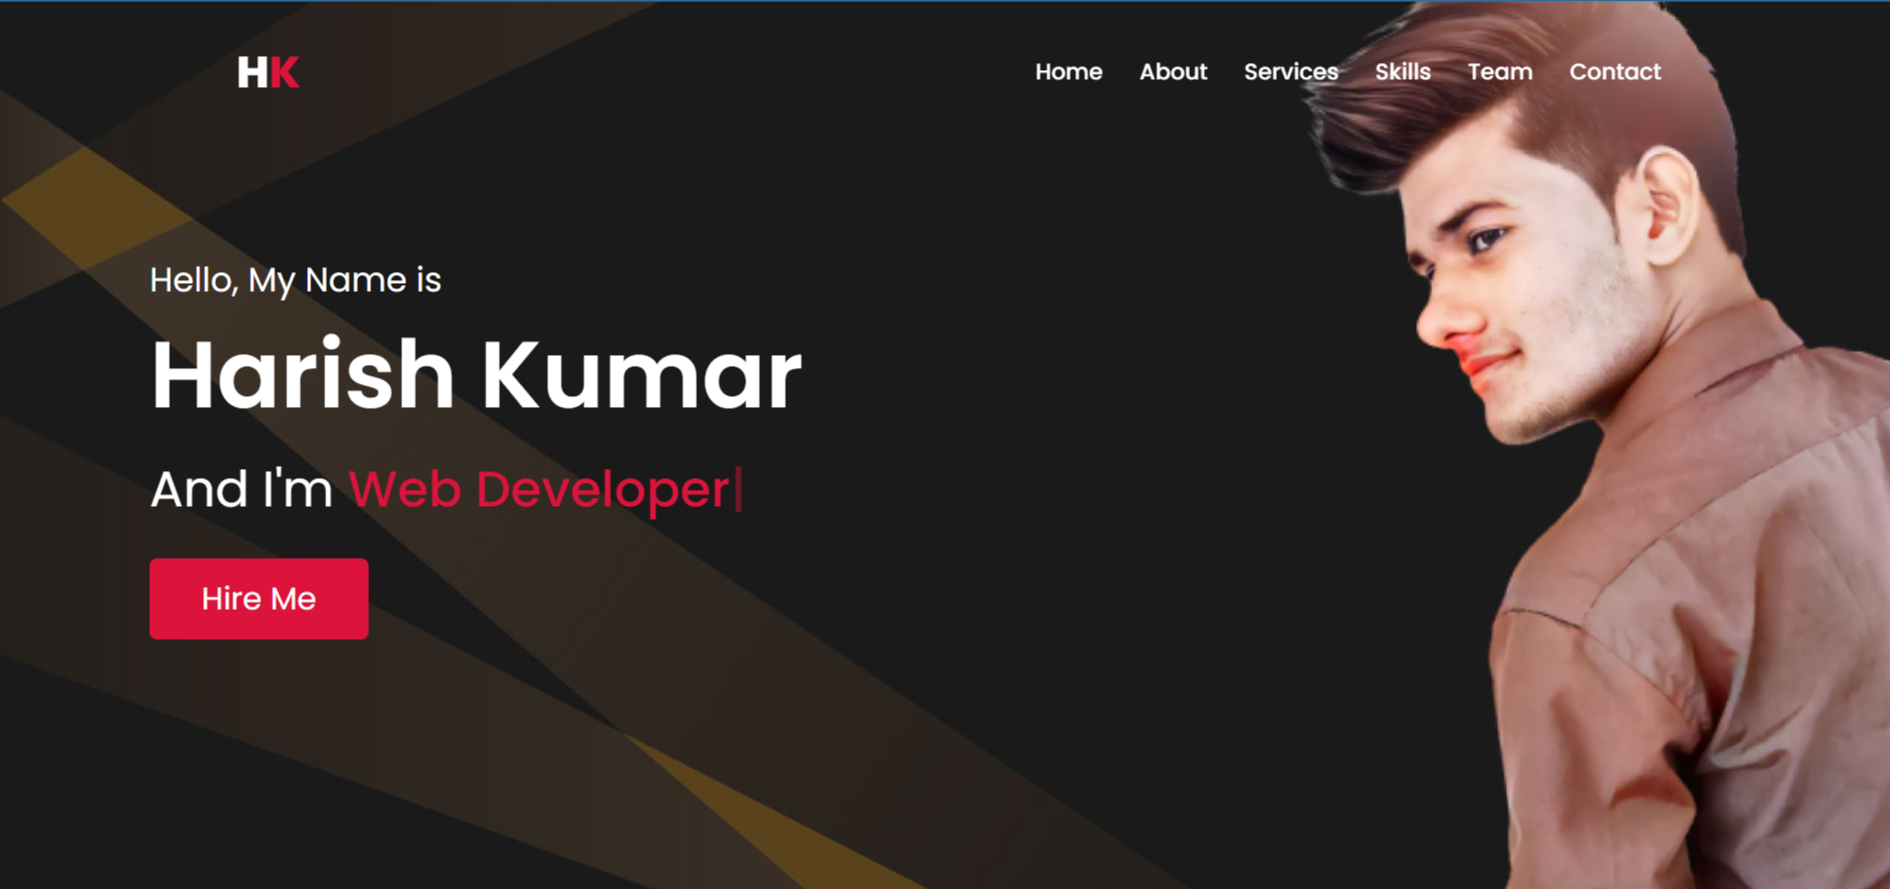 HK
Home About Services Skills Team Contact
Hello, My Name is
Harish Kumar
And I'm Web Developer|
Hire Me